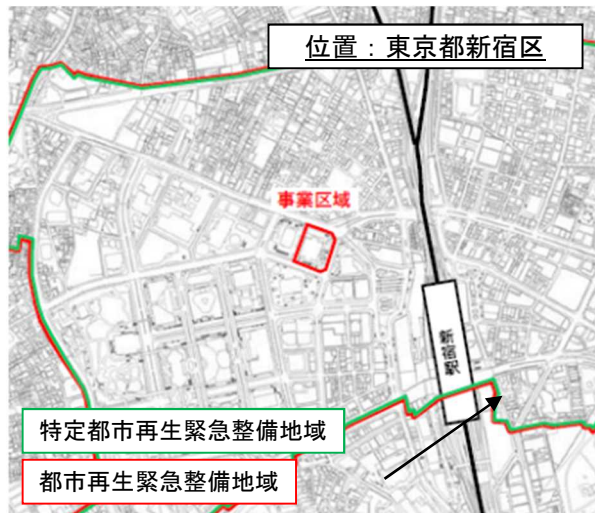 位置：東京都新宿区
事業区域
新宿駅
特定都市再生緊急整備地域
都市再生緊急整備地域